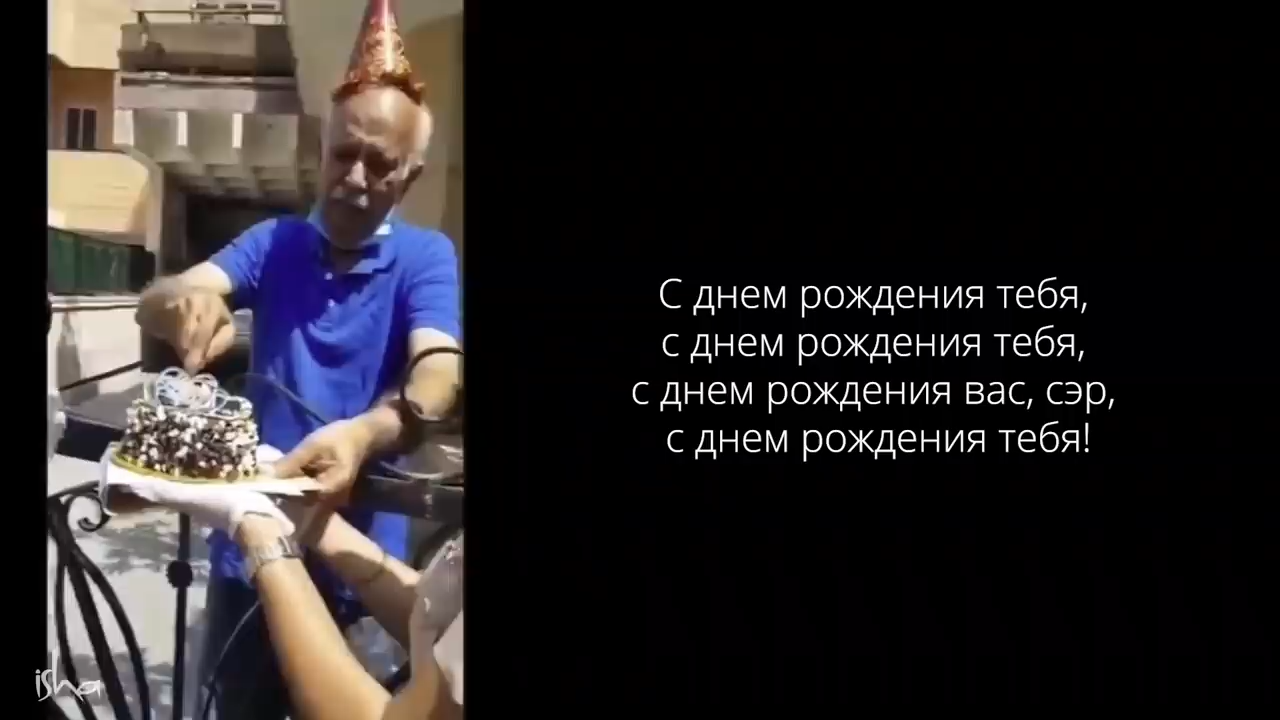 С днем рождения тебя,
с днем рождения тебя,
с днем рождения вас, сэр,
с днем рождения тебя!
isha